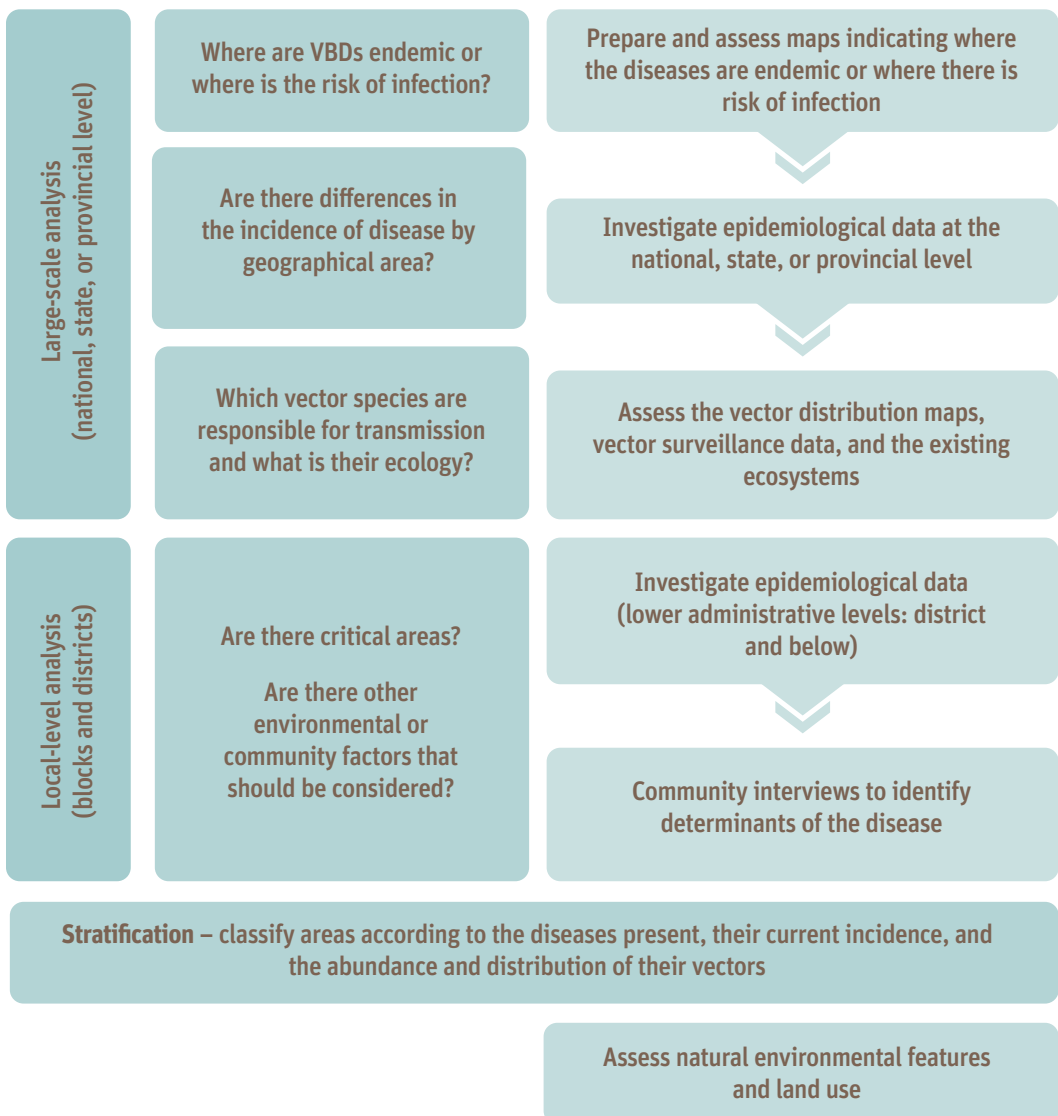 Large-scale analysis
(national, state, or provincial level)
Where are VBDs endemic or
where is the risk of infection?
Prepare and assess maps indicating where
the diseases are endemic or where there is
risk of infection
Are there differences in
the incidence of disease by
geographical area?
Investigate epidemiological data at the
national, state, or provincial level
Which vector species are
responsible for transmission
and what is their ecology?
Assess the vector distribution maps,
vector surveillance data, and the existing
ecosystems
Local-level analysis
(blocks and districts)
Are there critical areas?
Are there other
environmental or
community factors that
should be considered?
Investigate epidemiological data
(lower administrative levels: district
and below)
Community interviews to identify
determinants of the disease
Stratification – classify areas according to the diseases present, their current incidence, and
the abundance and distribution of their vectors
Assess natural environmental features
and land use